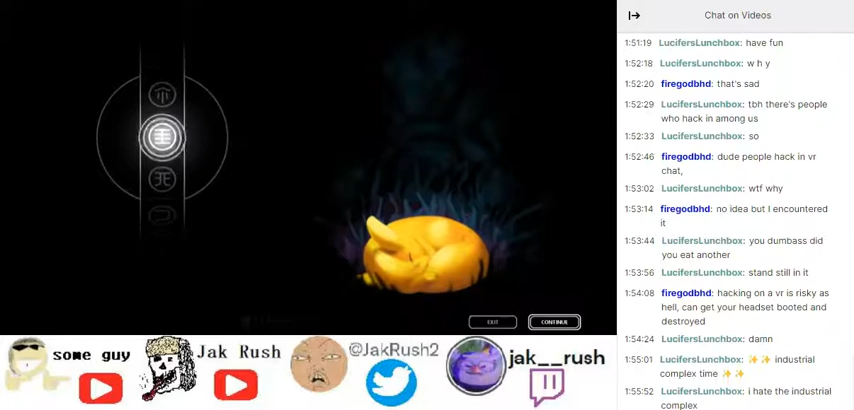 Chat on Videos
1:51:19 LucifersLunchbox: have fun
1:52:18 LucifersLunchbox: w h y
1:52:20 firegodbhd: that's sad
1:52:29 LucifersLunchbox: tbh there's people
who hack in among us
1:52:33 LucifersLunchbox: so
1:52:46 firegodbhd: dude people hack in vr
chat,
1:53:02 LucifersLunchbox: wtf why
1:53:14 firegodbhd: no idea but I encountered
it
1:53:44 LucifersLunchbox: you dumbass did
you eat another
1:53:56 LucifersLunchbox: stand still in it
1:54:08 firegodbhd: hacking on a vr is risky as
hell, can get your headset booted and
destroyed
1:54:24 LucifersLunchbox: damn
1:55:01 LucifersLunchbox: ✨ ✨ industrial
complex time ✨ ✨
1:55:52 LucifersLunchbox: i hate the industrial
complex
EXIT
CONTINUE
some guy
Jak Rush
@JakRush2
jak__rush